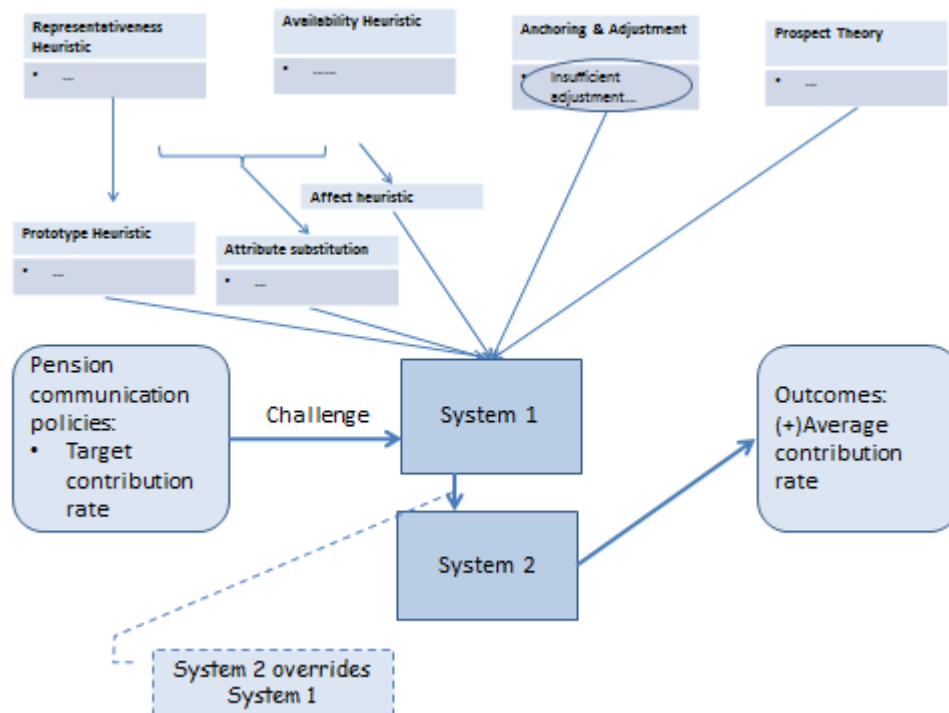 Representativeness
Heuristic
• ...
Availability Heuristic
• ......
Anchoring & Adjustment
• Insufficient
adjustment...
Prospect Theory
• ...
Affect heuristic
Prototype Heuristic
• ...
Attribute substitution
• ...
Pension
communication
policies:
• Target
contribution
rate
Challenge
System 1
System 2
Outcomes:
(+)Average
contribution
rate
System 2 overrides
System 1